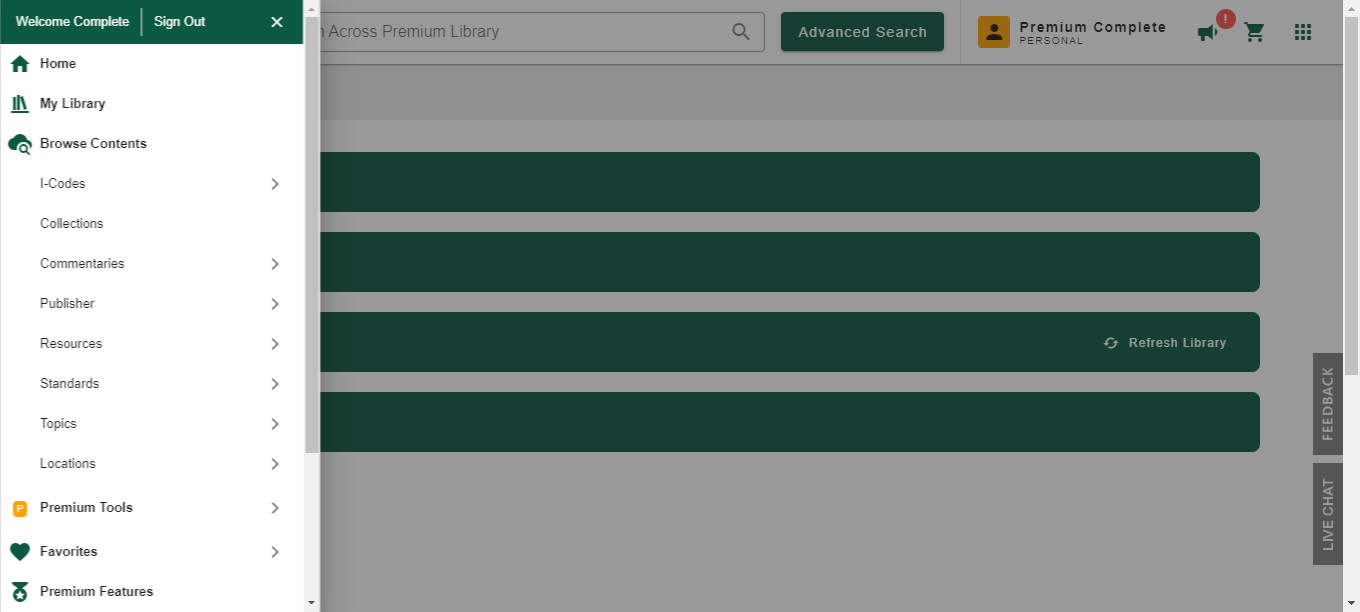 Welcome Complete
Sign Out
Across Premium Library
Advanced Search
Premium Complete
PERSONAL
!
Home
My Library
Browse Contents
I-Codes
Collections
Commentaries
Publisher
Resources
Standards
Topics
Locations
P
Premium Tools
Favorites
Premium Features
Refresh Library
FEEDBACK
LIVE CHAT